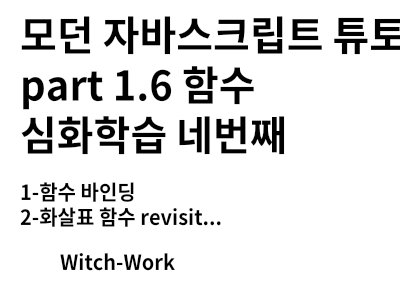 모던 자바스크립트 튜토
part 1.6 함수
심화학습 네번째
1-함수 바인딩
2-화살표 함수 revisit...
Witch-Work